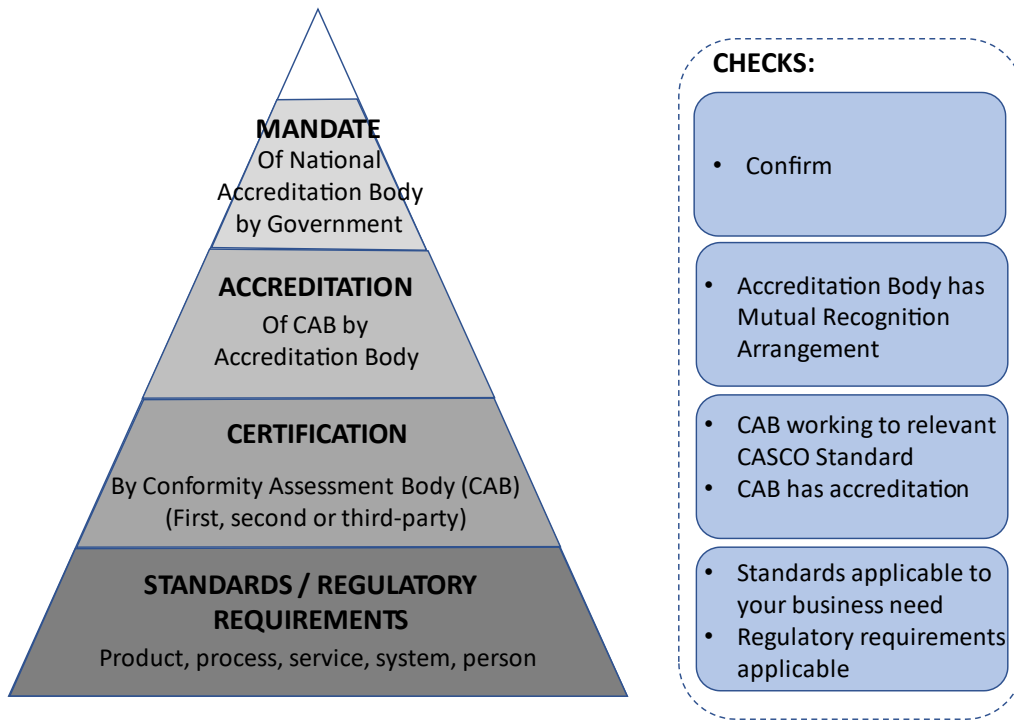 MANDATE
Of National
Accreditation Body
by Government
ACCREDITATION
Of CAB by
Accreditation Body
CERTIFICATION
By Conformity Assessment Body (CAB)
(First, second or third-party)
STANDARDS / REGULATORY
REQUIREMENTS
Product, process, service, system, person
CHECKS:
• Confirm
• Accreditation Body has
Mutual Recognition
Arrangement
• CAB working to relevant
CASCO Standard
• CAB has accreditation
• Standards applicable to
your business need
• Regulatory requirements
applicable